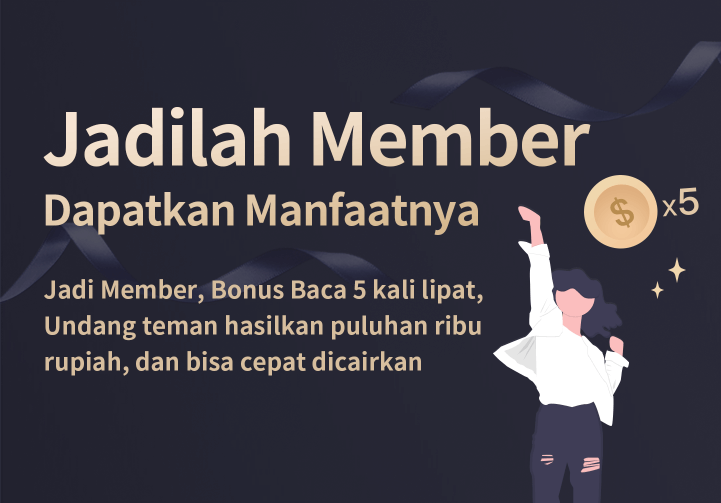 Jadilah Member
Dapatkan Manfaatnya
$
x5
Jadi Member, Bonus Baca 5 kali lipat,
Undang teman hasilkan puluhan ribu
rupiah, dan bisa cepat dicairkan